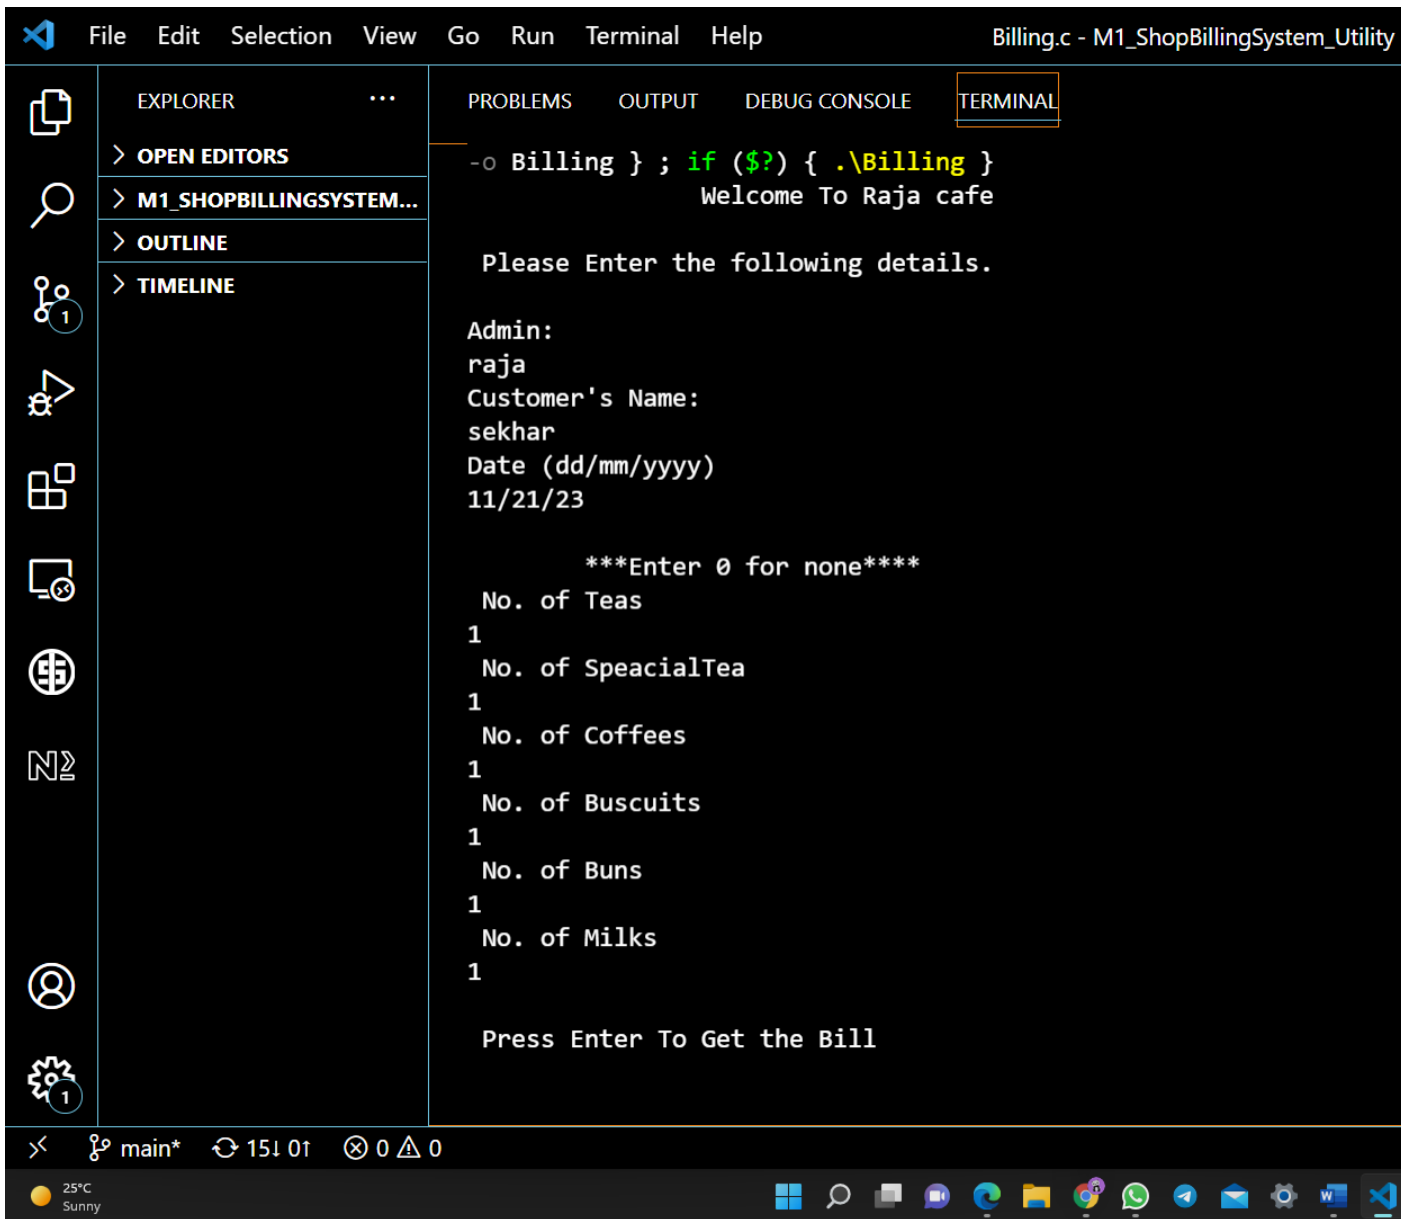 File Edit Selection View Go Run Terminal Help Billing.c - M1_ShopBillingSystem_Utility
EXPLORER ...
OPEN EDITORS
M1_SHOPBILLINGSYSTEM...
OUTLINE
TIMELINE
1
1
PROBLEMS OUTPUT DEBUG CONSOLE TERMINAL
-o Billing } ; if ($?) { .\Billing }
Welcome To Raja cafe
Please Enter the following details.
Admin:
raja
Customer's Name:
sekhar
Date (dd/mm/yyyy)
11/21/23
***Enter 0 for none****
No. of Teas
1
No. of SpeacialTea
1
No. of Coffees
1
No. of Buscuits
1
No. of Buns
1
No. of Milks
1
Press Enter To Get the Bill
main* 15↓ 0↑ 0 0
25°C
Sunny